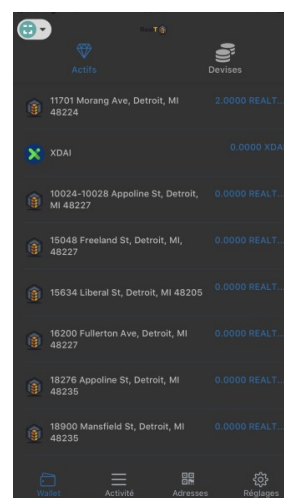 RealT
Actifs
Devises
11701 Morang Ave, Detroit, MI
48224
2.0000 REALT...
XDAI
0.0000 XDA
10024-10028 Appoline St, Detroit,
MI 48227
0.0000 REALT...
15048 Freeland St, Detroit, MI,
48227
0.0000 REALT...
15634 Liberal St, Detroit, MI 48205
0.0000 REALT...
16200 Fullerton Ave, Detroit, MI
48227
0.0000 REALT...
18276 Appoline St, Detroit, MI
48235
0.0000 REALT...
18900 Mansfield St, Detroit, MI
48235
0.0000 REALT...
Wallet
Activité
Adresses
Réglages